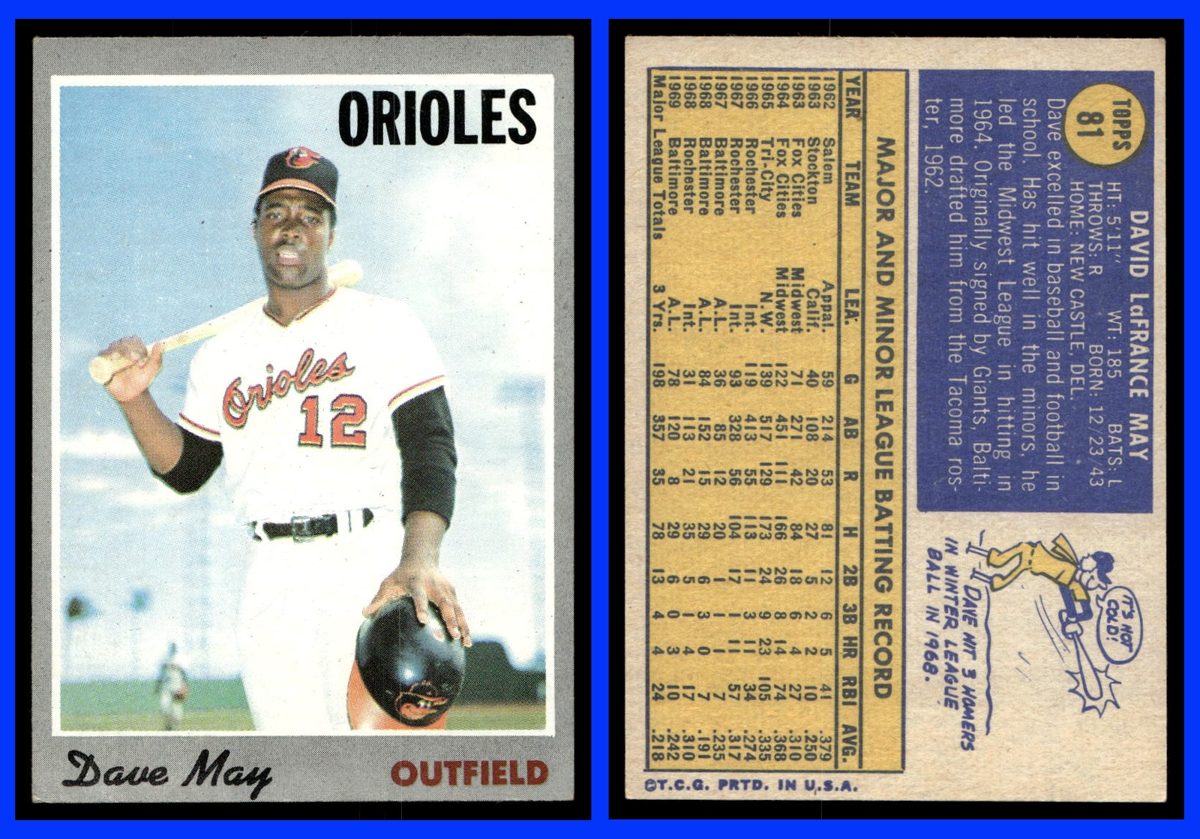 ORIOLES
Orioles
12
Dave May
OUTFIELD
TOPPS
81
DAVID LaFRANCE MAY
HT: 5'11" WT: 185 BATS: L
THROWS: R BORN: 12/23/43
HOME: NEW CASTLE, DEL.
Dave excelled in baseball and football in
school. Has hit well in the minors, he
led the Midwest League in hitting in
1964. Originally signed by Giants, Balti-
more drafted him from the Tacoma ros-
ter, 1962.
IT'S HOT
COLD!
DAVE HIT 3 HOMERS
IN WINTER LEAGUE
BALL IN 1968.
MAJOR AND MINOR LEAGUE BATTING RECORD
YEAR TEAM LEA. G AB R H 2B 3B HR RBI AVG.
1962 Salem Appal. 59 214 53 81 12 5 5 41 .379
1963 Stockton Calif. 40 108 20 27 5 2 2 10 .250
1963 Fox Cities Midwest 71 271 42 84 18 6 4 27 .310
1964 Fox Cities Midwest 122 451 111 166 26 8 14 74 .368
1965 Tri-City N.W. 139 517 129 173 24 9 23 105 .335
1966 Rochester Int. 119 413 55 113 11 4 11 34 .274
1967 Rochester Int. 93 328 56 104 17 1 11 57 .317
1967 Baltimore A.L. 36 85 12 20 1 1 1 7 .235
1968 Baltimore A.L. 84 152 15 29 6 3 0 7 .191
1968 Rochester Int. 31 113 21 35 5 1 4 17 .310
1969 Baltimore A.L. 78 120 8 29 6 0 3 10 .242
Major League Totals 3 Yrs. 198 357 35 78 13 4 4 24 .218
©T.C.G. PRTD. IN U.S.A.